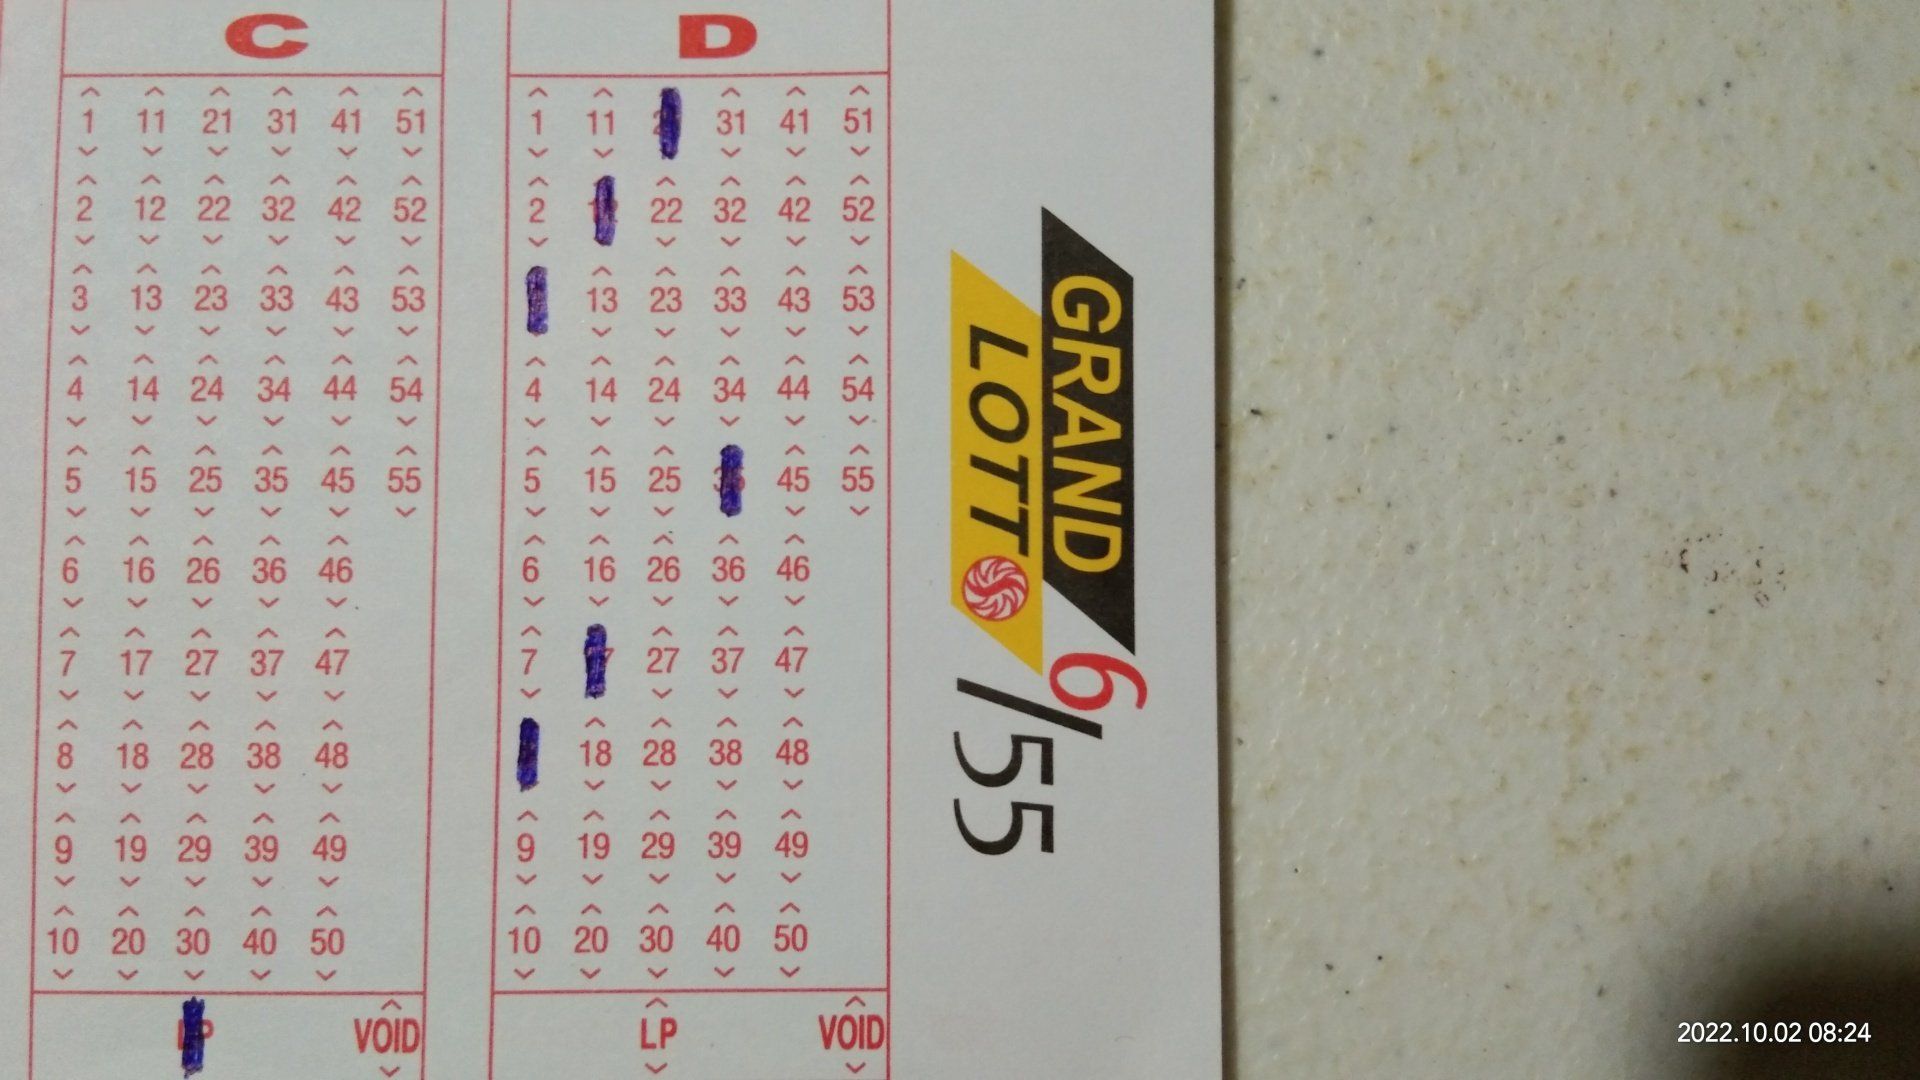 C
1 11 21 31 41 51
2 12 22 32 42 52
3 13 23 33 43 53
4 14 24 34 44 54
5 15 25 35 45 55
6 16 26 36 46
7 17 27 37 47
8 18 28 38 48
9 19 29 39 49
10 20 30 40 50
LP VOID
D
1 11 31 41 51
2 22 32 42 52
13 23 33 43 53
4 14 24 34 44 54
5 15 25 45 55
6 16 26 36 46
7 27 37 47
18 28 38 48
9 19 29 39 49
10 20 30 40 50
LP VOID
GRAND
LOTTO
6/55
2022.10.02 08:24